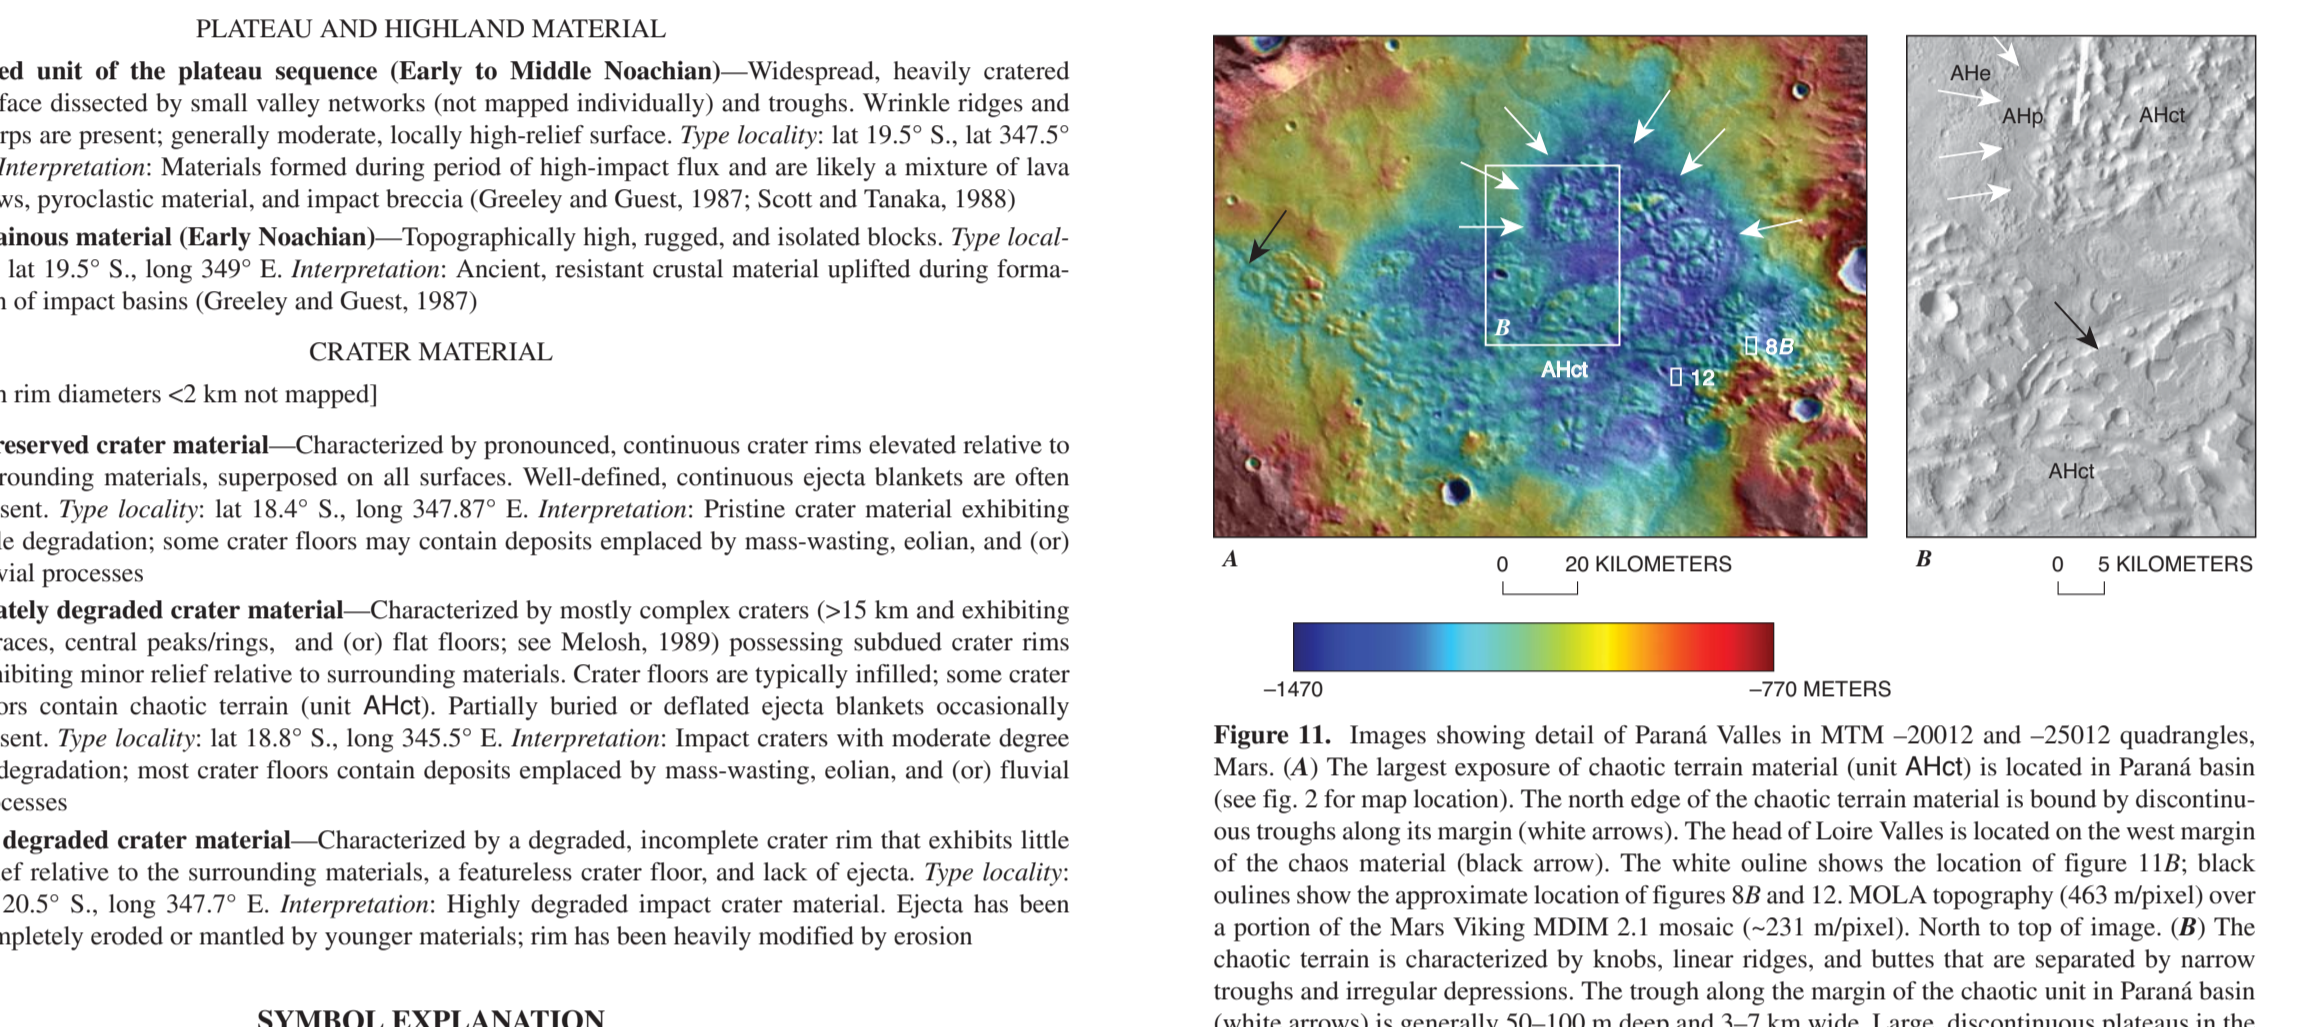 PLATEAU AND HIGHLAND MATERIAL
ed unit of the plateau sequence (Early to Middle Noachian)—Widespread, heavily cratered
face dissected by small valley networks (not mapped individually) and troughs. Wrinkle ridges and
rps are present; generally moderate, locally high-relief surface. Type locality: lat 19.5° S., lat 347.5°
Interpretation: Materials formed during period of high-impact flux and are likely a mixture of lava
ws, pyroclastic material, and impact breccia (Greeley and Guest, 1987; Scott and Tanaka, 1988)
ainous material (Early Noachian)—Topographically high, rugged, and isolated blocks. Type local-
lat 19.5° S., long 349° E. Interpretation: Ancient, resistant crustal material uplifted during forma-
n of impact basins (Greeley and Guest, 1987)
CRATER MATERIAL
n rim diameters <2 km not mapped]
reserved crater material—Characterized by pronounced, continuous crater rims elevated relative to
rounding materials, superposed on all surfaces. Well-defined, continuous ejecta blankets are often
sent. Type locality: lat 18.4° S., long 347.87° E. Interpretation: Pristine crater material exhibiting
le degradation; some crater floors may contain deposits emplaced by mass-wasting, eolian, and (or)
vial processes
ately degraded crater material—Characterized by mostly complex craters (>15 km and exhibiting
races, central peaks/rings, and (or) flat floors; see Melosh, 1989) possessing subdued crater rims
hibiting minor relief relative to surrounding materials. Crater floors are typically infilled; some crater
ors contain chaotic terrain (unit AHct). Partially buried or deflated ejecta blankets occasionally
sent. Type locality: lat 18.8° S., long 345.5° E. Interpretation: Impact craters with moderate degree
degradation; most crater floors contain deposits emplaced by mass-wasting, eolian, and (or) fluvial
cesses
degraded crater material—Characterized by a degraded, incomplete crater rim that exhibits little
ef relative to the surrounding materials, a featureless crater floor, and lack of ejecta. Type locality:
20.5° S., long 347.7° E. Interpretation: Highly degraded impact crater material. Ejecta has been
mpletely eroded or mantled by younger materials; rim has been heavily modified by erosion
SYMBOL EXPLANATION
B
AHct
8B
12
AHe
AHp
AHct
AHct
A
0 20 KILOMETERS
B
0 5 KILOMETERS
–1470
–770 METERS
Figure 11. Images showing detail of Paraná Valles in MTM –20012 and –25012 quadrangles,
Mars. (A) The largest exposure of chaotic terrain material (unit AHct) is located in Paraná basin
(see fig. 2 for map location). The north edge of the chaotic terrain material is bound by discontinu-
ous troughs along its margin (white arrows). The head of Loire Valles is located on the west margin
of the chaos material (black arrow). The white ouline shows the location of figure 11B; black
oulines show the approximate location of figures 8B and 12. MOLA topography (463 m/pixel) over
a portion of the Mars Viking MDIM 2.1 mosaic (~231 m/pixel). North to top of image. (B) The
chaotic terrain is characterized by knobs, linear ridges, and buttes that are separated by narrow
troughs and irregular depressions. The trough along the margin of the chaotic unit in Paraná basin
(white arrows) is generally 50–100 m deep and 3–7 km wide. Large, discontinuous plateaus in the